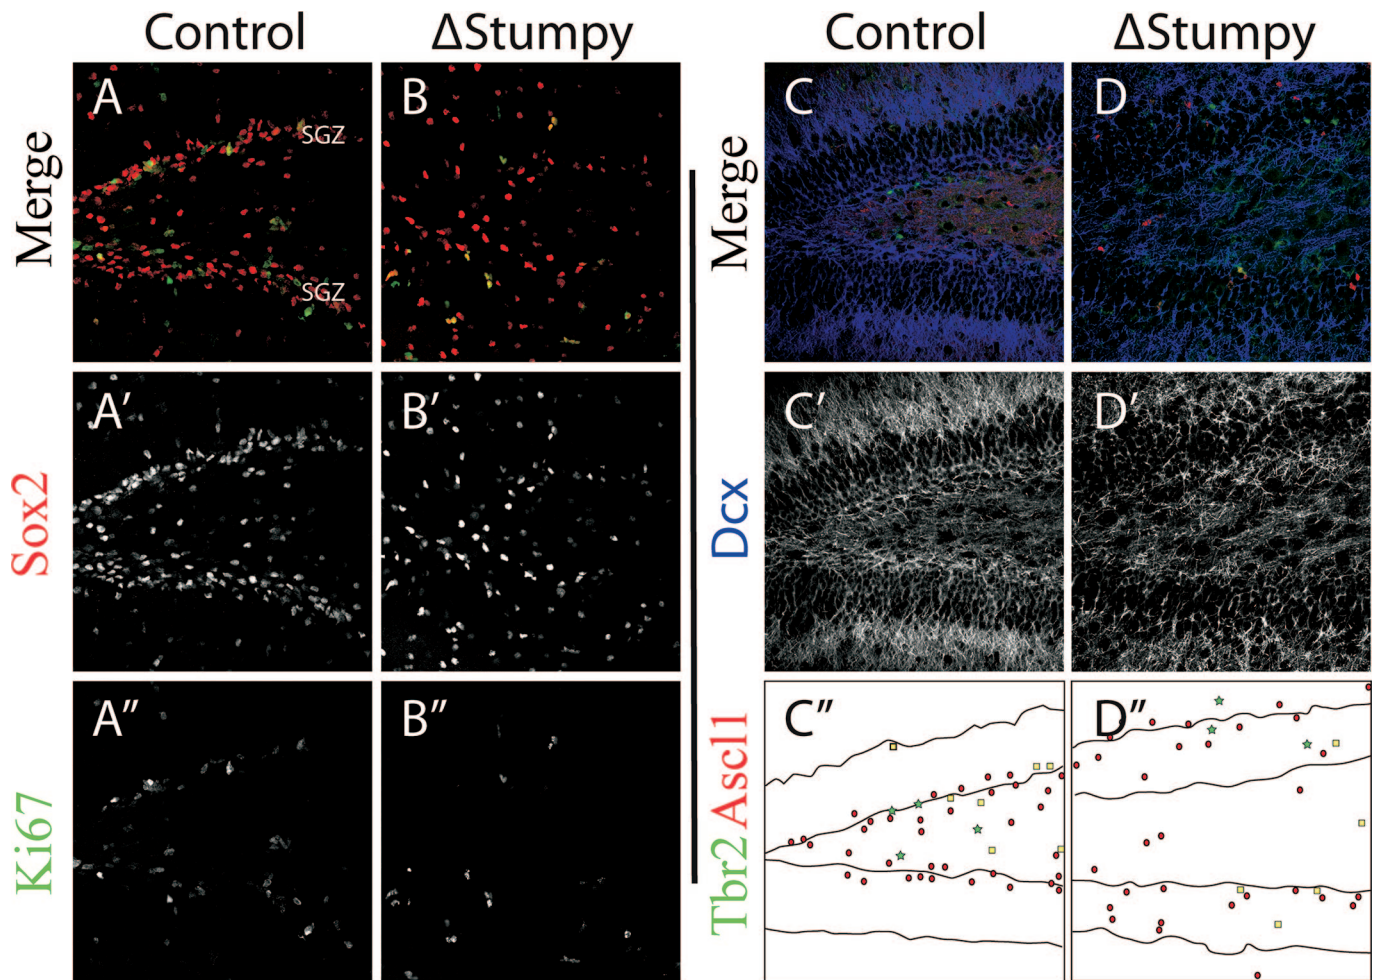 Control ΔStumpy Control ΔStumpy
Merge A SGZ SGZ B Merge C D
Sox2 A′ B′ Dcx C′ D′
Ki67 A″ B″ Tbr2 Ascl1 C″ D″